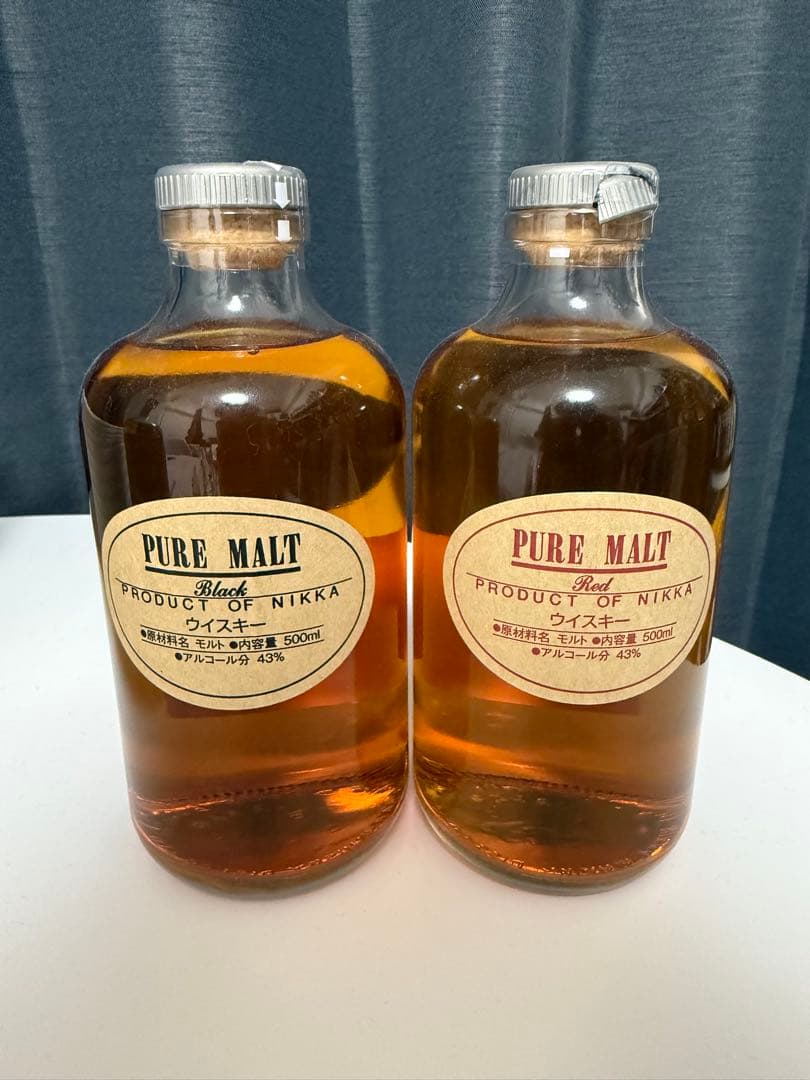 PURE MALT
Black
PRODUCT OF NIKKA
ウイスキー
●原材料名 モルト ●内容量 500ml
●アルコール分 43%
PURE MALT
Red
PRODUCT OF NIKKA
ウイスキー
●原材料名 モルト ●内容量 500ml
●アルコール分 43%